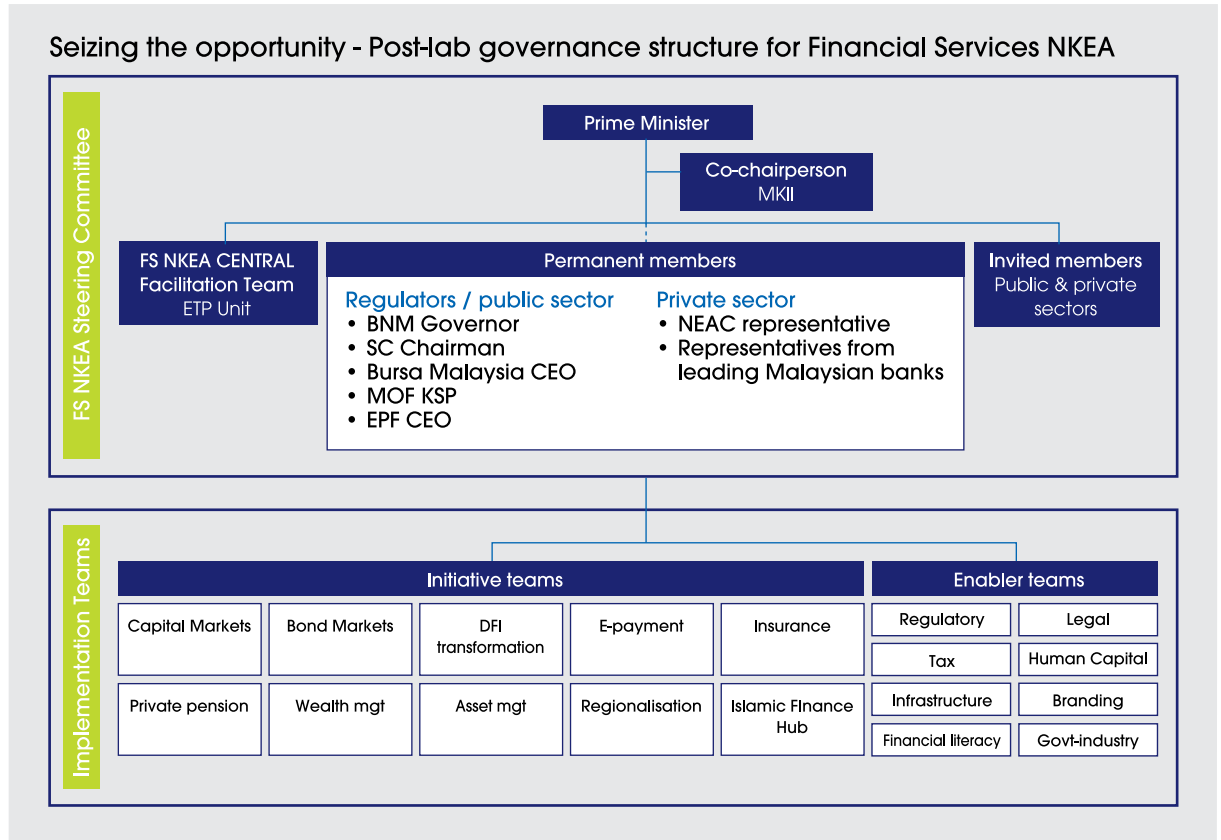 Seizing the opportunity - Post-lab governance structure for Financial Services NKEA
FS NKEA Steering Committee
Prime Minister
Co-chairperson
MKII
FS NKEA CENTRAL
Facilitation Team
ETP Unit
Permanent members
Regulators / public sector
• BNM Governor
• SC Chairman
• Bursa Malaysia CEO
• MOF KSP
• EPF CEO
Private sector
• NEAC representative
• Representatives from
leading Malaysian banks
Invited members
Public & private
sectors
Implementation Teams
Initiative teams
Capital Markets
Bond Markets
DFI
transformation
E-payment
Insurance
Private pension
Wealth mgt
Asset mgt
Regionalisation
Islamic FInance
Hub
Enabler teams
Regulatory
Legal
Tax
Human Capital
Infrastructure
Branding
Financial literacy
Govt-industry